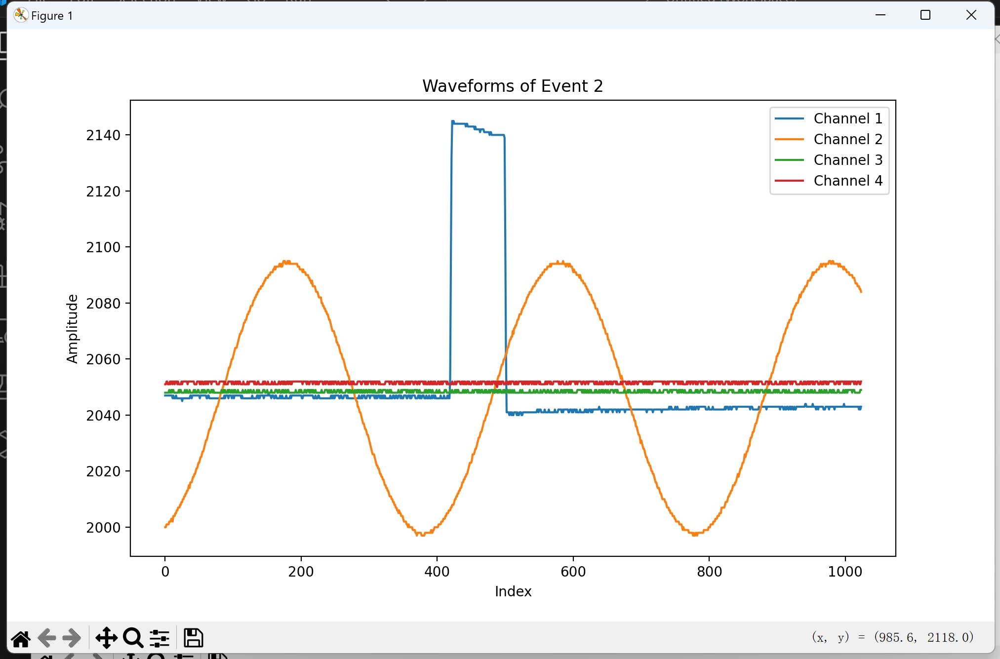 Figure 1
Waveforms of Event 2
Channel 1
Channel 2
Channel 3
Channel 4
2140
2120
2100
2080
2060
2040
2020
2000
Amplitude
0 200 400 600 800 1000
Index
(x, y) = (985.6, 2118.0)